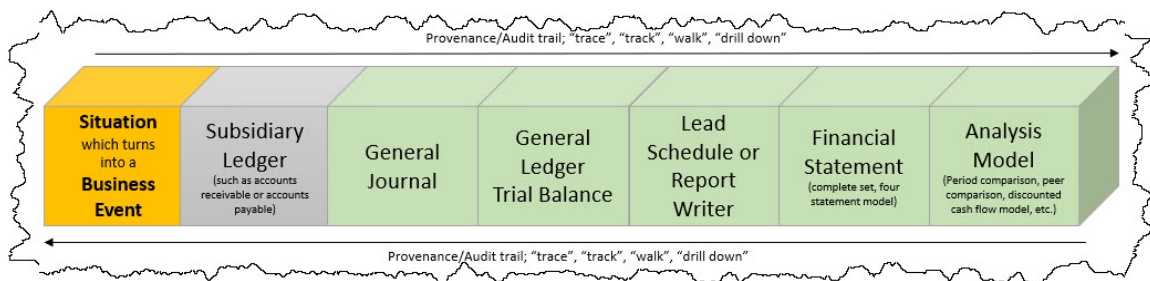 Provenance/Audit trail; “trace”, “track”, “walk”, “drill down”
Situation
which turns
into a
Business
Event
Subsidiary
Ledger
(such as accounts
receivable or accounts
payable)
General
Journal
General
Ledger
Trial Balance
Lead
Schedule or
Report
Writer
Financial
Statement
(complete set, four
statement model)
Analysis
Model
(Period comparison, peer
comparison, discounted
cash flow model, etc.)
Provenance/Audit trail; “trace”, “track”, “walk”, “drill down”